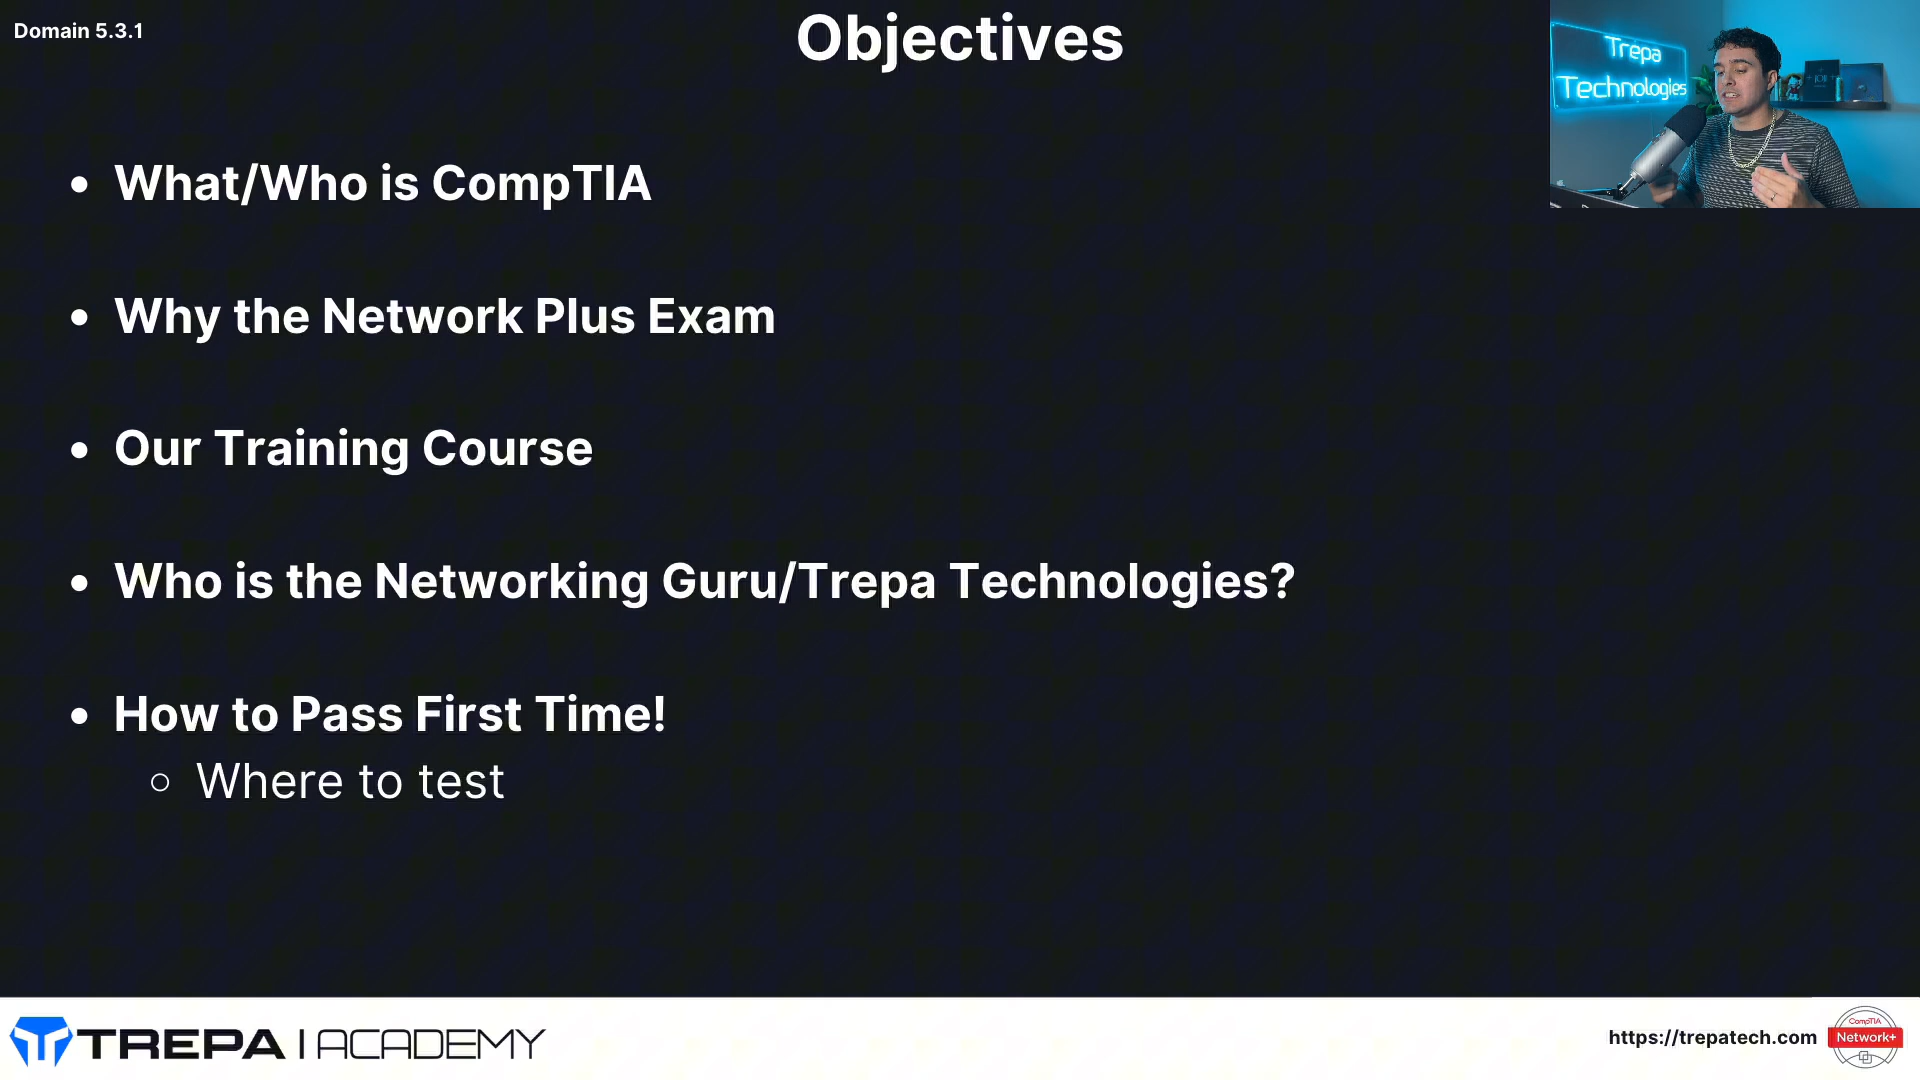 Domain 5.3.1
Objectives
Trepa
Technologies
What/Who is CompTIA
Why the Network Plus Exam
Our Training Course
Who is the Networking Guru/Trepa Technologies?
How to Pass First Time!
Where to test
TREPA | ACADEMY
https://trepatech.com
CompTIA
Network+